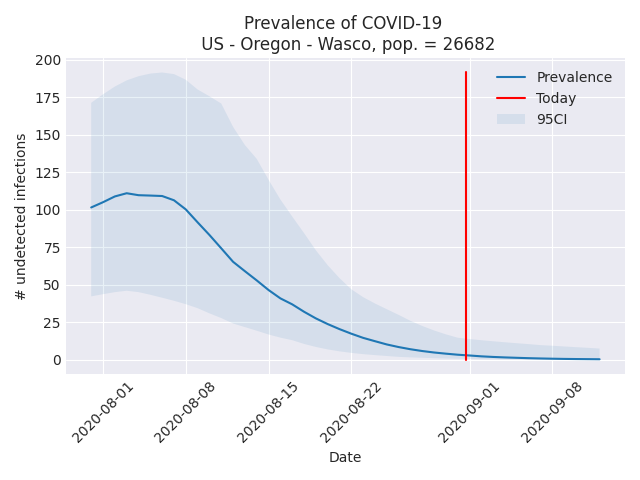 Prevalence of COVID-19
US - Oregon - Wasco, pop. = 26682
200
175
150
125
100
75
50
25
0
# undetected infections
Prevalence
Today
95CI
2020-08-01
2020-08-08
2020-08-15
2020-08-22
2020-09-01
2020-09-08
Date